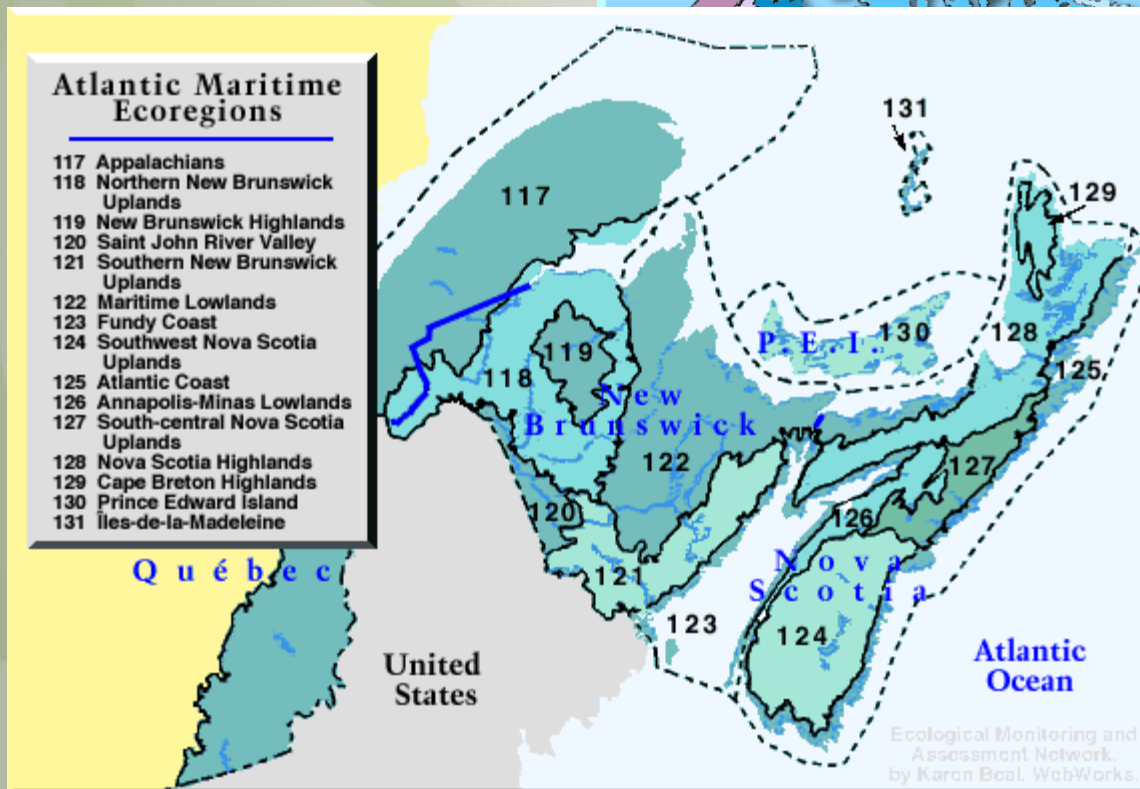 Atlantic Maritime
Ecoregions
117 Appalachians
118 Northern New Brunswick
Uplands
119 New Brunswick Highlands
120 Saint John River Valley
121 Southern New Brunswick
Uplands
122 Maritime Lowlands
123 Fundy Coast
124 Southwest Nova Scotia
Uplands
125 Atlantic Coast
126 Annapolis-Minas Lowlands
127 South-central Nova Scotia
Uplands
128 Nova Scotia Highlands
129 Cape Breton Highlands
130 Prince Edward Island
131 Îles-de-la-Madeleine
131
117
129
P.E.I.
130
128
119
118
125
New
Brunswick
122
127
120
126
Québec
121
Nova
Scotia
123
124
United
States
Atlantic
Ocean
Ecological Monitoring and
Assessment Network.
by Karen Beal. WebWorks.